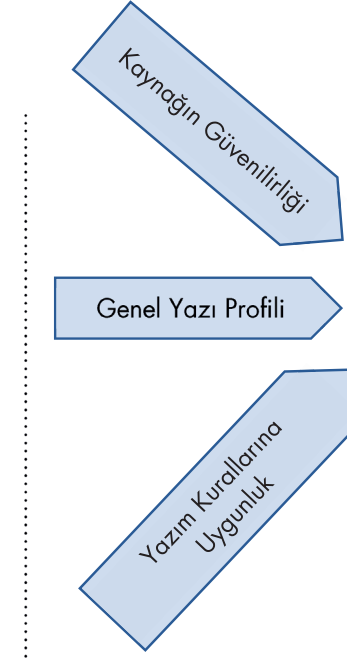 Kaynağın Güvenilirliği
Genel Yazı Profili
Yazım Kurallarına
Uygunluk